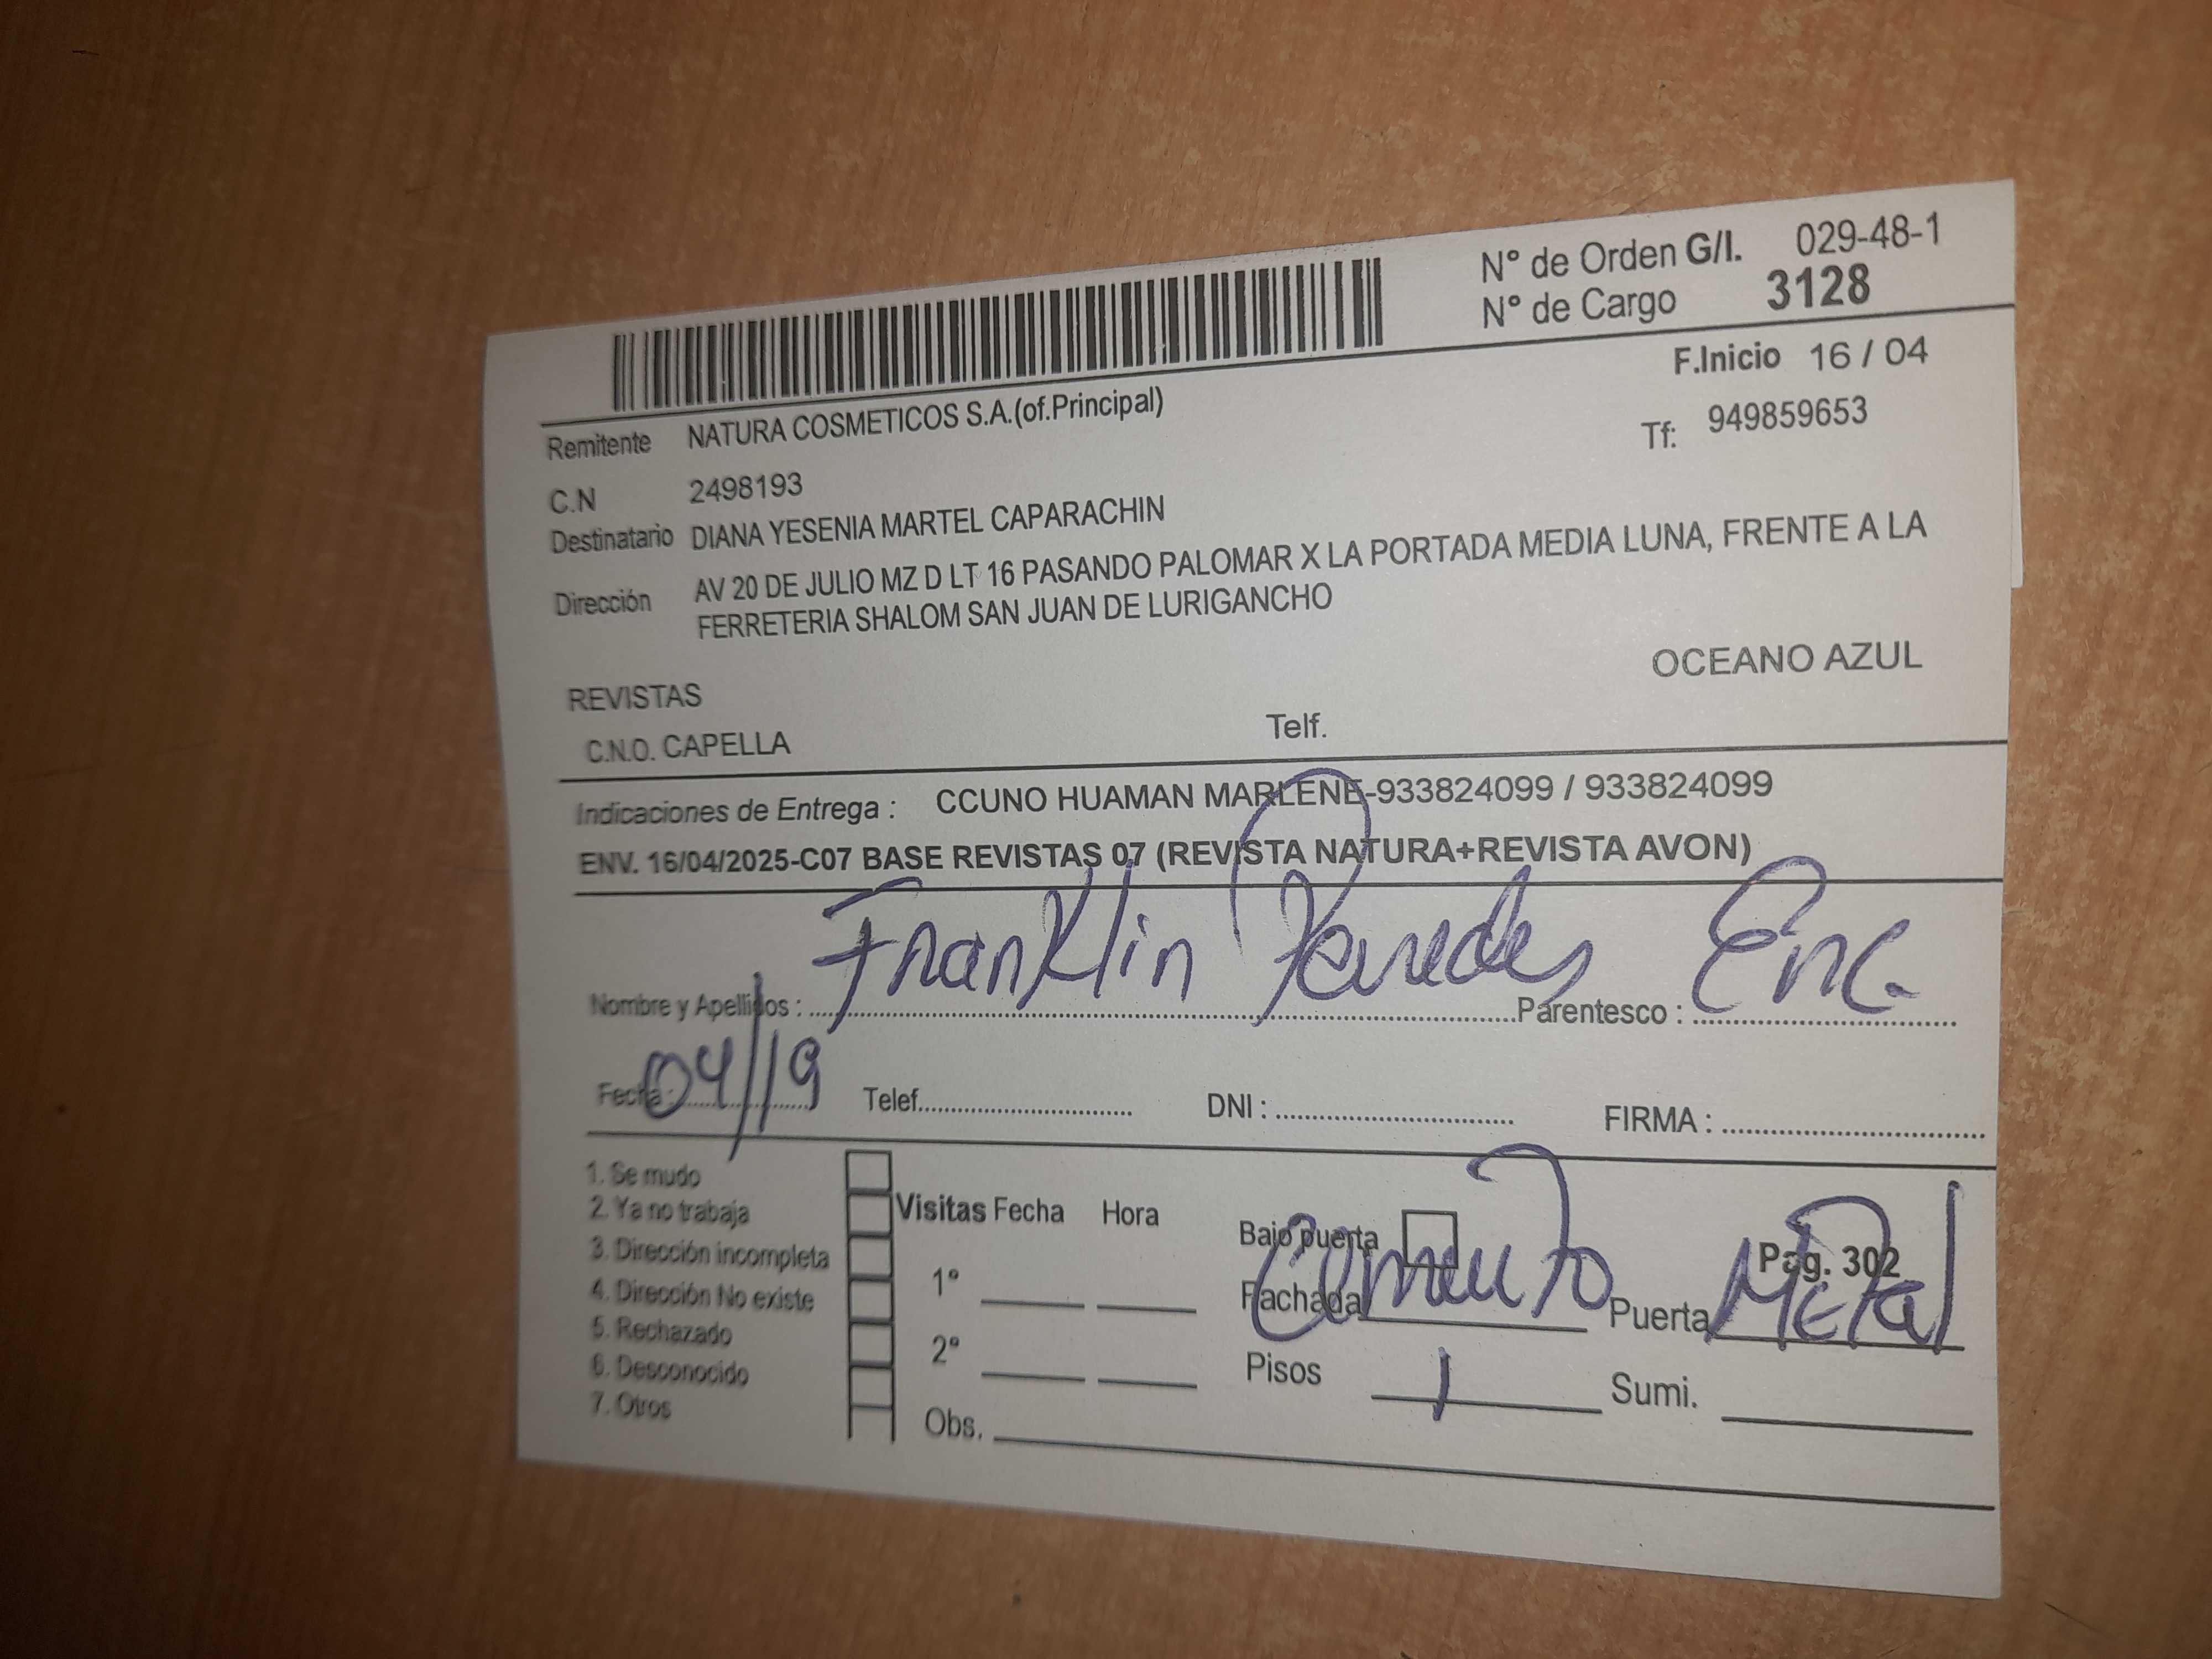 N° de Orden G/I. 029-48-1
N° de Cargo 3128
F.Inicio 16 / 04
Remitente NATURA COSMETICOS S.A.(of.Principal)
Tf: 949859653
C.N 2498193
Destinatario DIANA YESENIA MARTEL CAPARACHIN
Dirección AV 20 DE JULIO MZ D LT 16 PASANDO PALOMAR X LA PORTADA MEDIA LUNA, FRENTE A LA
FERRETERIA SHALOM SAN JUAN DE LURIGANCHO
OCEANO AZUL
REVISTAS
C.N.O. CAPELLA Telf.
Indicaciones de Entrega : CCUNO HUAMAN MARLENE-933824099 / 933824099
ENV. 16/04/2025-C07 BASE REVISTAS 07 (REVISTA NATURA+REVISTA AVON)
Nombre y Apellidos : Franklin Paredes Parentesco : Enc.
Fecha : 04/19 Telef. DNI : FIRMA :
1. Se mudo
2. Ya no trabaja
3. Dirección incompleta
4. Dirección No existe
5. Rechazado
6. Desconocido
7. Otros
Visitas Fecha Hora
1°
2°
Obs.
Bajo puerta Pag. 302
Fachada Puerta Metal
Pisos 1 Sumi.